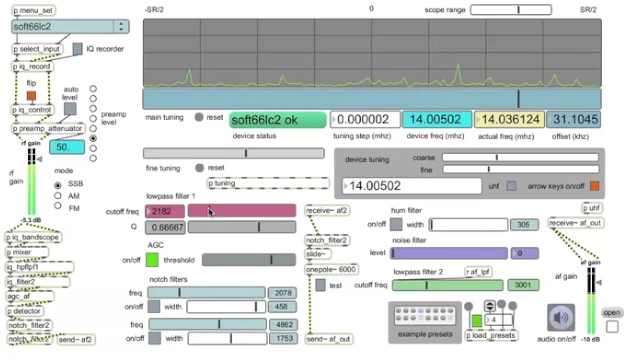 p menu_set
-SR/2
0
scope range
SR/2
soft66lc2
p select_input
IQ recorder
p iq_record
flip
auto level
p iq_control
preamp level
p preamp_attenuator
main tuning
reset
soft66lc2 ok
0.000002
14.00502
14.036124
31.1045
device status
tuning step (mhz)
device freq (mhz)
actual freq (mhz)
offset (khz)
rf gain
50.
rf gain
mode
SSB
AM
FM
-5.3 dB
fine tuning
reset
p tuning
device tuning
coarse
fine
14.00502
uhf
arrow keys on/off
lowpass filter 1
cutoff freq
2182
Q
0.66667
AGC
on/off
threshold
notch filters
freq
2078
on/off
width
458
freq
4862
on/off
width
1753
p iq_bandscope
p mixer
p iq_hpflpf1
p iq_filter2
agc_af
p detector
notch_filter2
send~ af2
receive~ af2
notch_filter2
slide~
onepole~ 6000
test
send~ af_out
hum filter
on/off
width
305
noise filter
level
0
lowpass filter 2
r af_lpf
cutoff freq
3001
example presets
4
p load_presets
audio on/off
p uhf
receive~ af_out
af gain
af gain
-10 dB
open